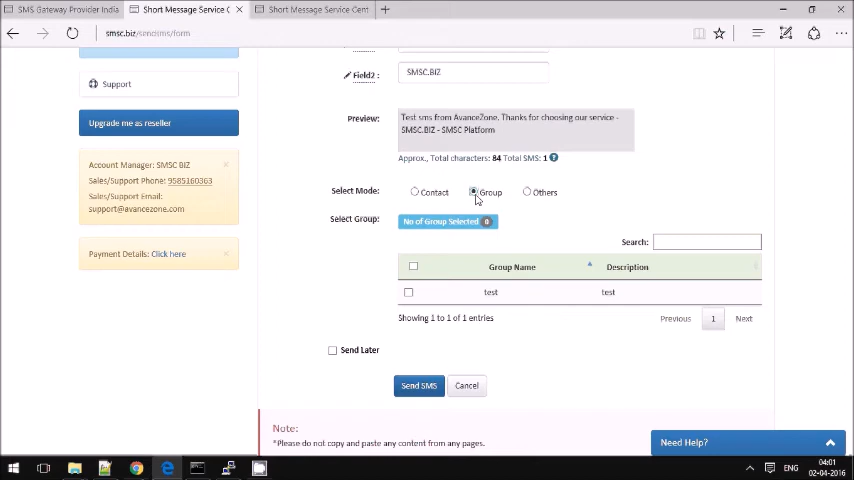 SMS Gateway Provider India
Short Message Service C
Short Message Service Cent
smsc.biz/sendsms/form
Support
Upgrade me as reseller
Account Manager: SMSC BIZ
Sales/Support Phone: 9585160363
Sales/Support Email:
support@avancezone.com
Payment Details: Click here
Field2 :
SMSC.BIZ
Preview:
Test sms from AvanceZone. Thanks for choosing our service -
SMSC.BIZ - SMSC Platform
Approx., Total characters: 84 Total SMS: 1
Select Mode:
Contact
Group
Others
Select Group:
No of Group Selected 0
Search:
Group Name
Description
test
test
Showing 1 to 1 of 1 entries
Previous
1
Next
Send Later
Send SMS
Cancel
Note:
*Please do not copy and paste any content from any pages.
Need Help?
ENG
04:01
02-04-2016